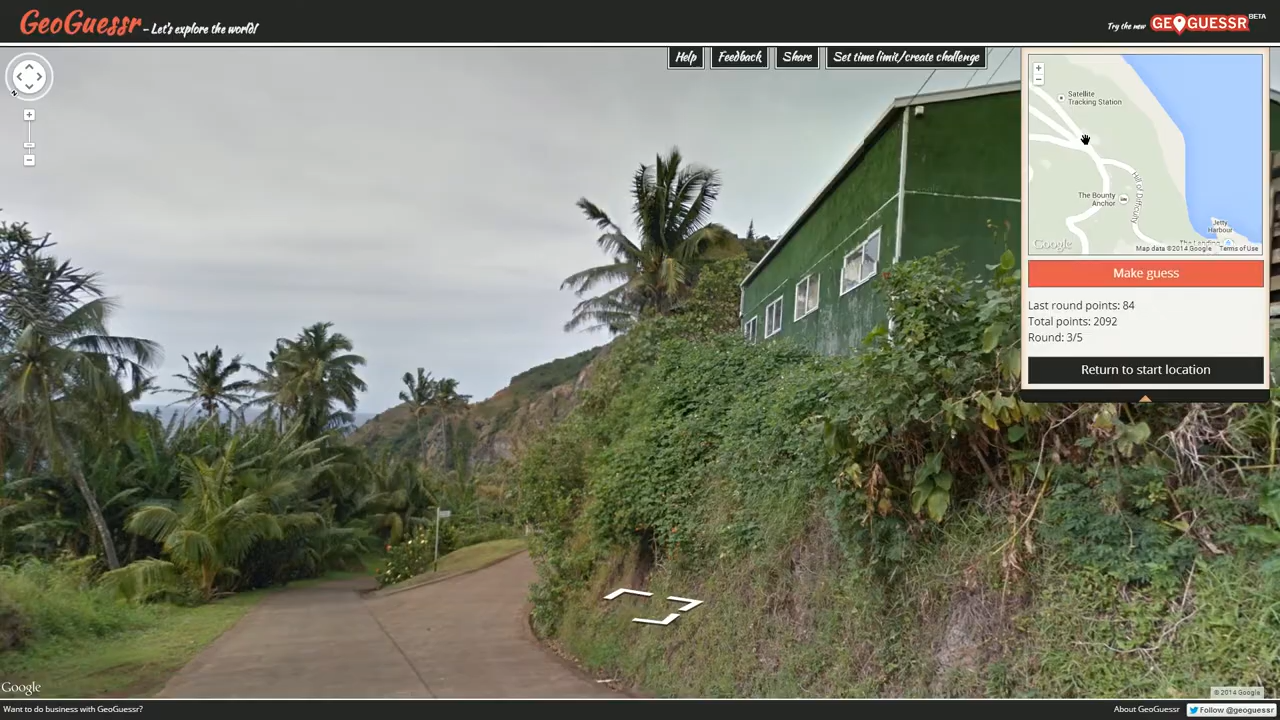 GeoGuessr – Let's explore the world!
Try the new GEOGUESSR BETA
Help
Feedback
Share
Set time limit/create challenge
N
+
−
+
−
Satellite
Tracking Station
Hill of Difficulty
The Bounty
Anchor
Jetty
Harbour
The Landing
Google
Map data ©2014 Google
Terms of Use
Make guess
Last round points: 84
Total points: 2092
Round: 3/5
Return to start location
Google
© 2014 Google
Want to do business with GeoGuessr?
About GeoGuessr
Follow @geoguessr